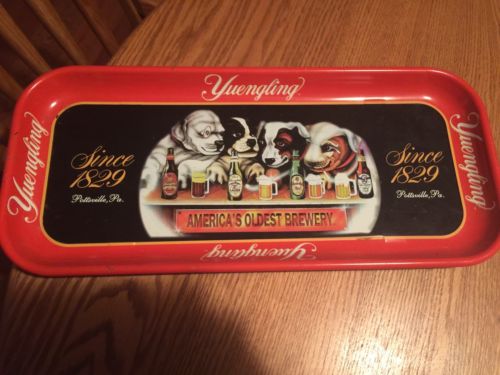 Yuengling
Yuengling
Since
1829
Pottsville, Pa.
AMERICA'S OLDEST BREWERY
Since
1829
Pottsville, Pa.
Yuengling
Yuengling